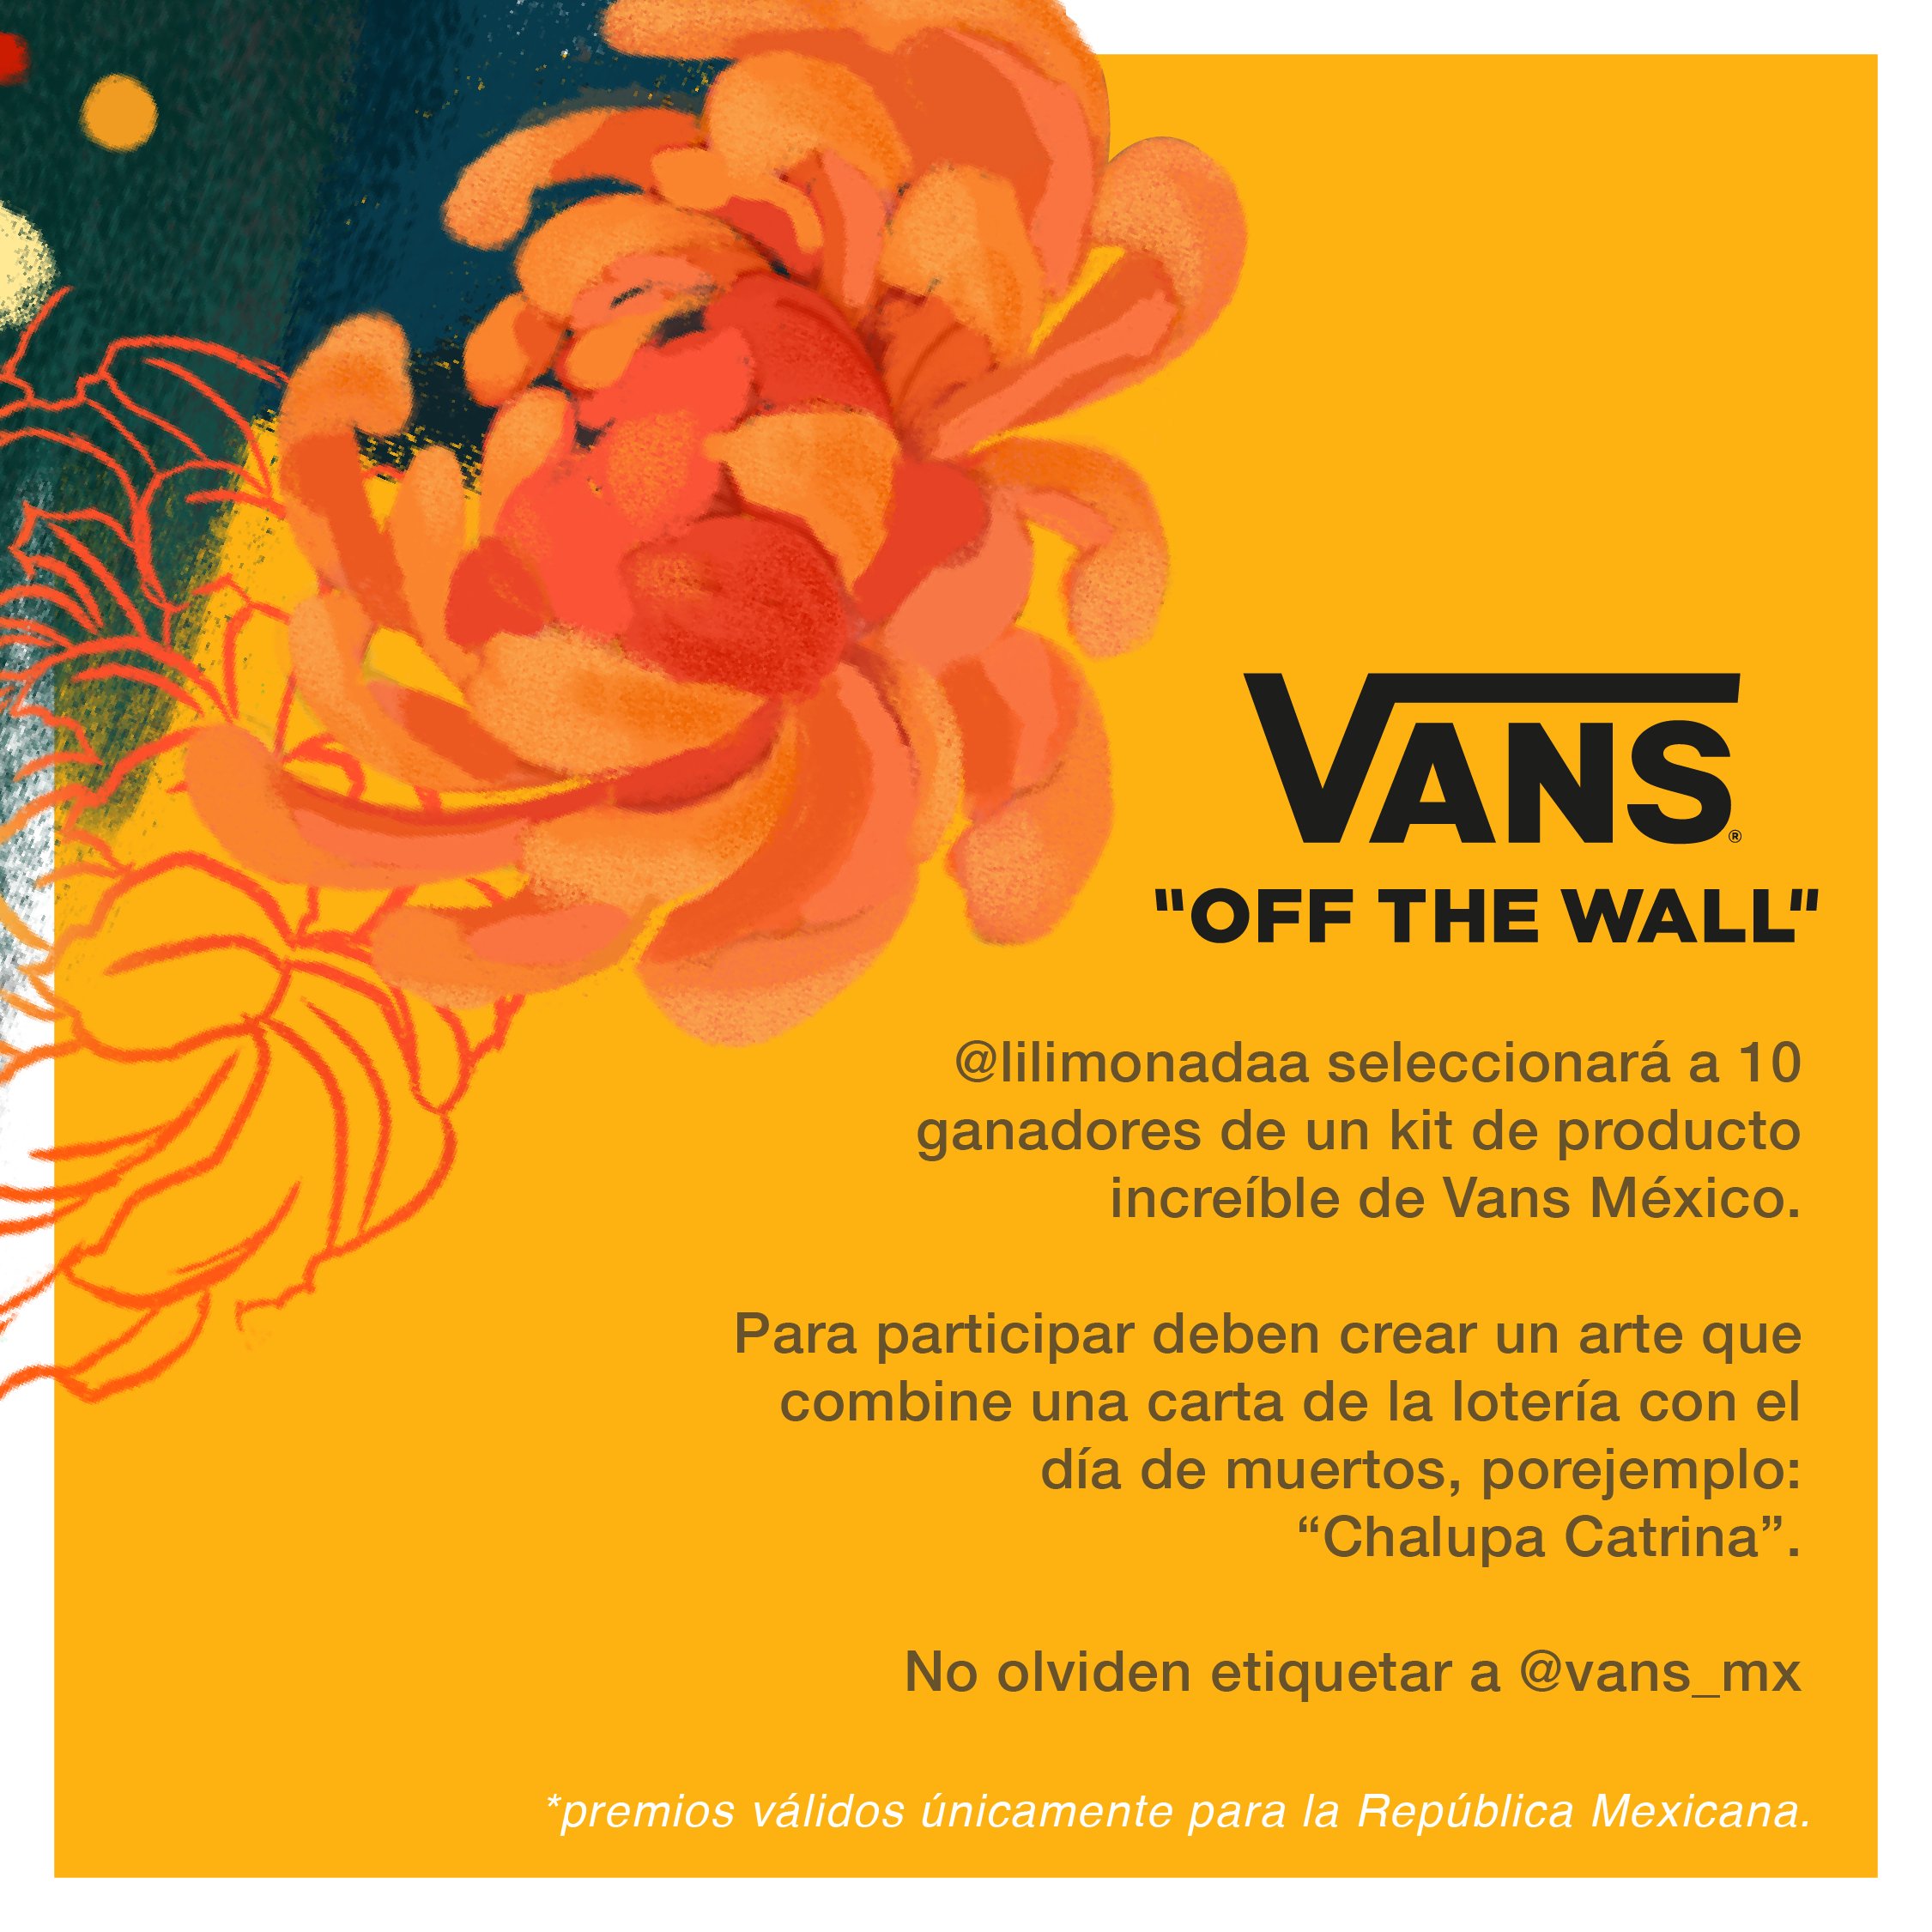 VANS®
"OFF THE WALL"
@lilimonadaa seleccionará a 10
ganadores de un kit de producto
increíble de Vans México.
Para participar deben crear un arte que
combine una carta de la lotería con el
día de muertos, porejemplo:
“Chalupa Catrina”.
No olviden etiquetar a @vans_mx
*premios válidos únicamente para la República Mexicana.